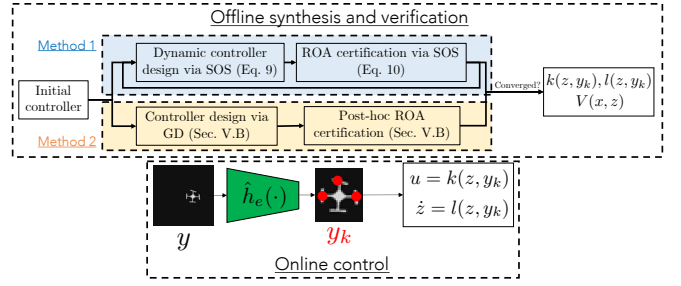 Offline synthesis and verification
Method 1
Dynamic controller
design via SOS (Eq. 9)
ROA certification via SOS
(Eq. 10)
Initial
controller
Converged?
k(z, y_k), l(z, y_k)
V(x, z)
Method 2
Controller design via
GD (Sec. V.B)
Post-hoc ROA
certification (Sec. V.B)
y
ĥ_e(·)
y_k
u = k(z, y_k)
ż = l(z, y_k)
Online control